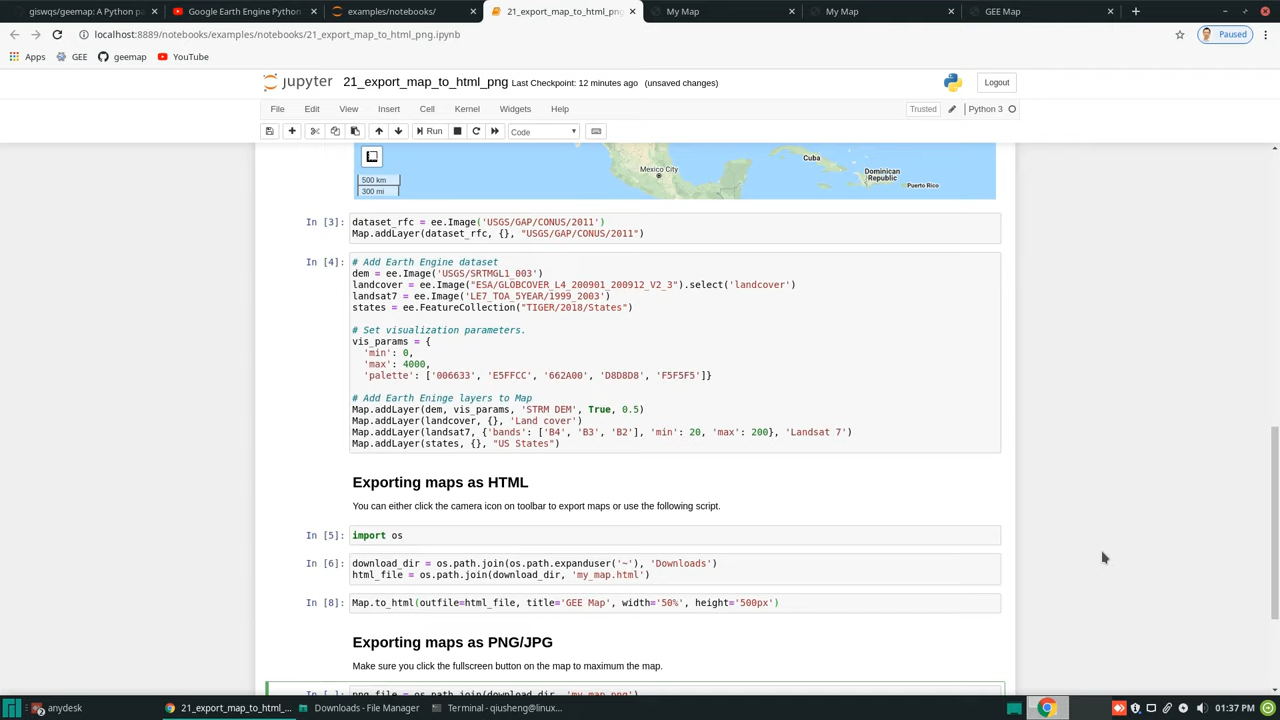 giswqs/geemap: A Python pa
Google Earth Engine Python
examples/notebooks/
21_export_map_to_html_png
My Map
My Map
GEE Map
localhost:8889/notebooks/examples/notebooks/21_export_map_to_html_png.ipynb
Paused
Apps
GEE
geemap
YouTube
jupyter
21_export_map_to_html_png Last Checkpoint: 12 minutes ago (unsaved changes)
Logout
File Edit View Insert Cell Kernel Widgets Help
Trusted
Python 3
Run
Code
Cuba
Mexico City
Dominican
Republic
Puerto Rico
500 km
300 mi
In [3]: dataset_rfc = ee.Image('USGS/GAP/CONUS/2011')
Map.addLayer(dataset_rfc, {}, "USGS/GAP/CONUS/2011")
In [4]: # Add Earth Engine dataset
dem = ee.Image('USGS/SRTMGL1_003')
landcover = ee.Image("ESA/GLOBCOVER_L4_200901_200912_V2_3").select('landcover')
landsat7 = ee.Image('LE7_TOA_5YEAR/1999_2003')
states = ee.FeatureCollection("TIGER/2018/States")
# Set visualization parameters.
vis_params = {
'min': 0,
'max': 4000,
'palette': ['006633', 'E5FFCC', '662A00', 'D8D8D8', 'F5F5F5']}
# Add Earth Eninge layers to Map
Map.addLayer(dem, vis_params, 'STRM DEM', True, 0.5)
Map.addLayer(landcover, {}, 'Land cover')
Map.addLayer(landsat7, {'bands': ['B4', 'B3', 'B2'], 'min': 20, 'max': 200}, 'Landsat 7')
Map.addLayer(states, {}, "US States")
Exporting maps as HTML
You can either click the camera icon on toolbar to export maps or use the following script.
In [5]: import os
In [6]: download_dir = os.path.join(os.path.expanduser('~'), 'Downloads')
html_file = os.path.join(download_dir, 'my_map.html')
In [8]: Map.to_html(outfile=html_file, title='GEE Map', width='50%', height='500px')
Exporting maps as PNG/JPG
Make sure you click the fullscreen button on the map to maximum the map.
In [ ]: png_file = os.path.join(download_dir, 'my_map.png')
anydesk
21_export_map_to_html_...
Downloads - File Manager
Terminal - qiusheng@linux...
01:37 PM